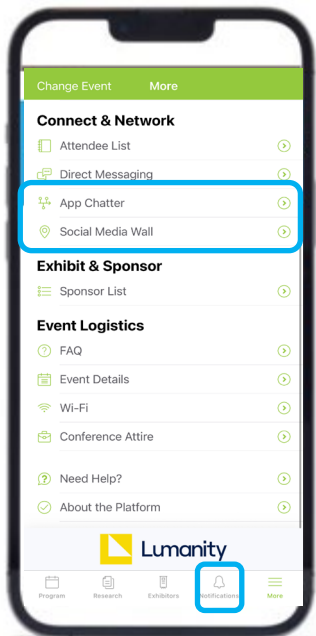 Change Event More
Connect & Network
Attendee List
Direct Messaging
App Chatter
Social Media Wall
Exhibit & Sponsor
Sponsor List
Event Logistics
FAQ
Event Details
Wi-Fi
Conference Attire
Need Help?
About the Platform
Lumanity
Program Research Exhibitors Notifications More